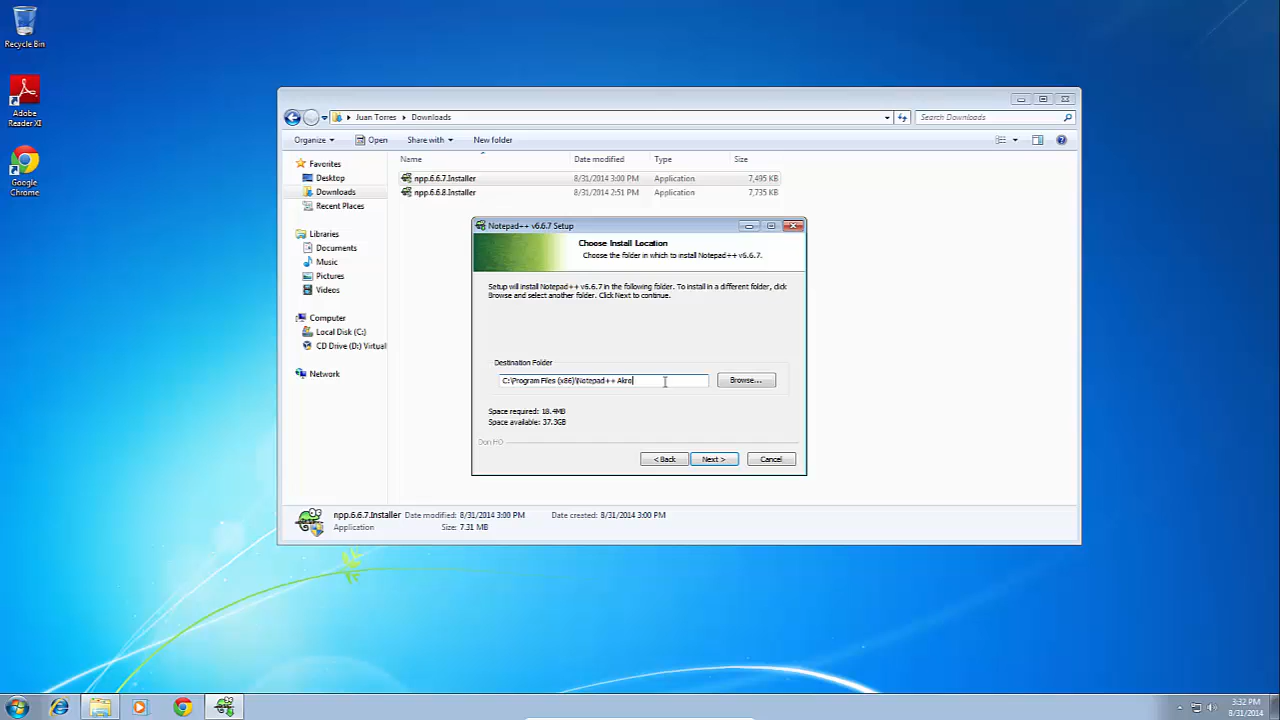 Recycle Bin
Adobe
Reader XI
Google
Chrome
Juan Torres
Downloads
Search Downloads
Organize
Open
Share with
New folder
Name
Date modified
Type
Size
Favorites
Desktop
Downloads
Recent Places
Libraries
Documents
Music
Pictures
Videos
Computer
Local Disk (C:)
CD Drive (D:) Virtual
Network
npp.6.6.7.Installer 8/31/2014 3:00 PM Application 7,495 KB
npp.6.6.8.Installer 8/31/2014 2:51 PM Application 7,735 KB
Notepad++ v6.6.7 Setup
Choose Install Location
Choose the folder in which to install Notepad++ v6.6.7.
Setup will install Notepad++ v6.6.7 in the following folder. To install in a different folder, click
Browse and select another folder. Click Next to continue.
Destination Folder
C:\Program Files (x86)\Notepad++ Akre
Browse...
Space required: 18.4MB
Space available: 37.3GB
Don HO
< Back
Next >
Cancel
npp.6.6.7.Installer Date modified: 8/31/2014 3:00 PM Date created: 8/31/2014 3:00 PM
Application Size: 7.31 MB
3:32 PM
8/31/2014